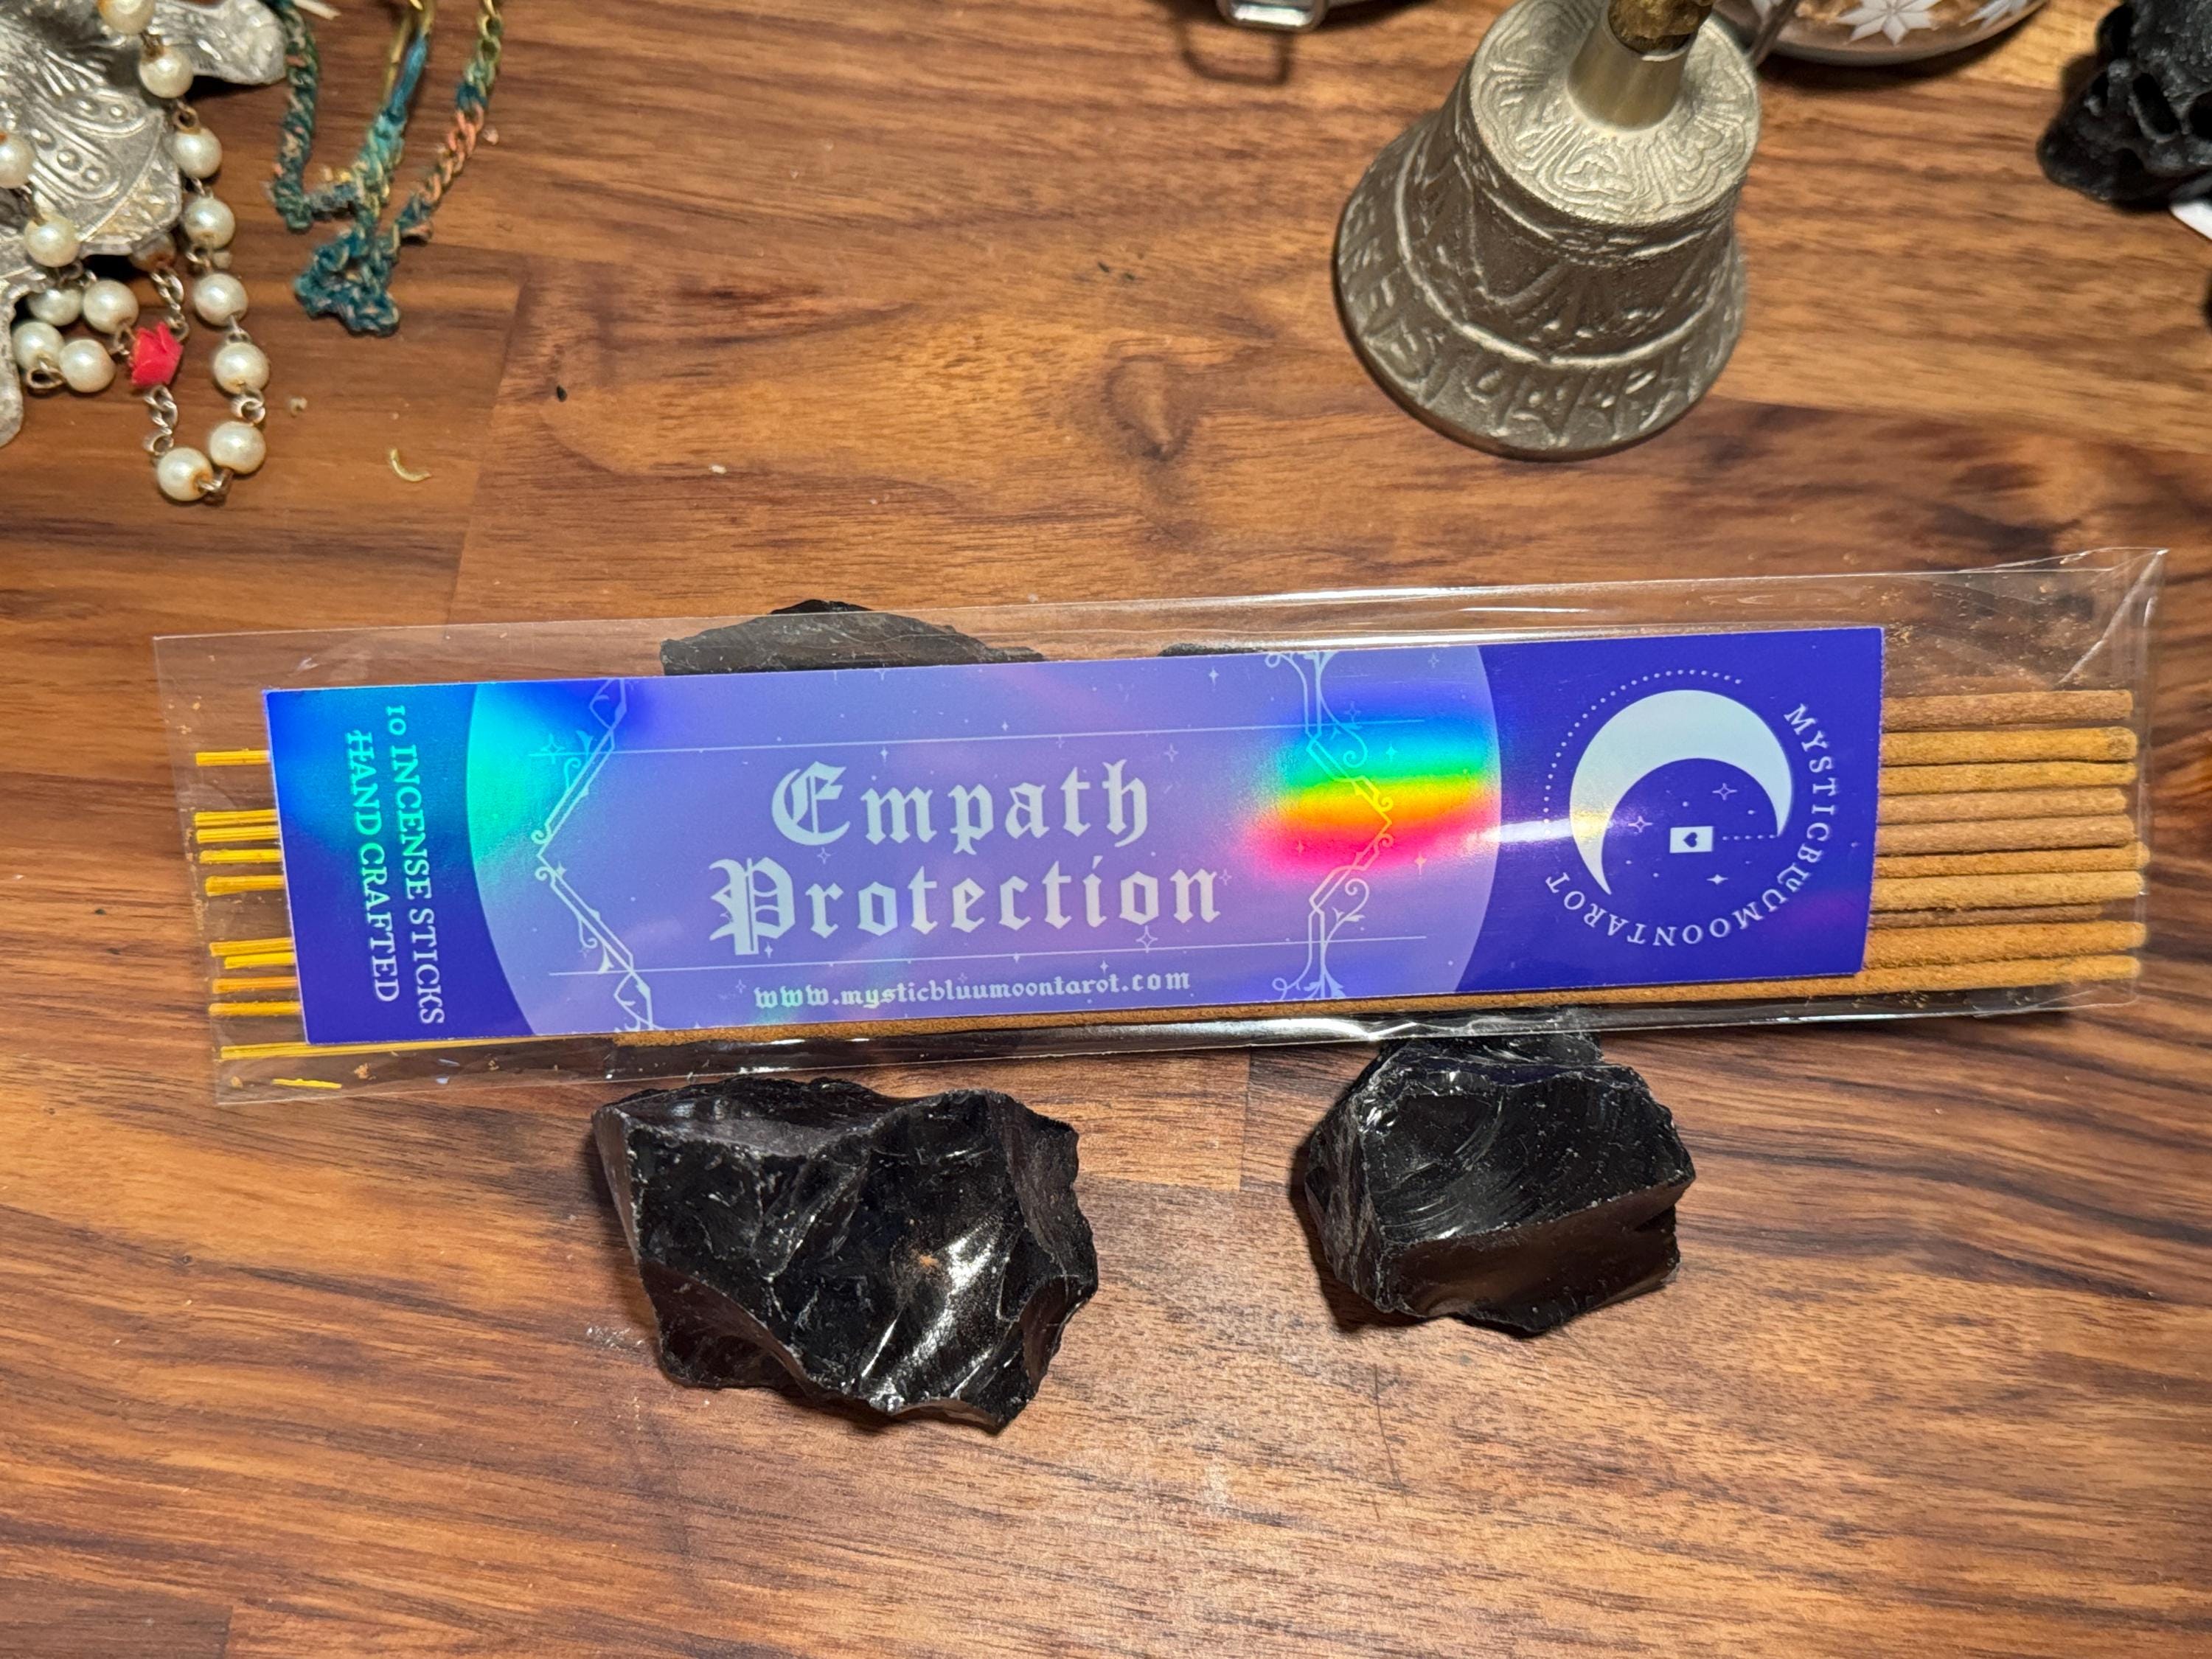 10 INCENSE STICKS
HAND CRAFTED
Empath
Protection
www.mysticbluumoontarot.com
MYSTICBLUUMOONTAROT